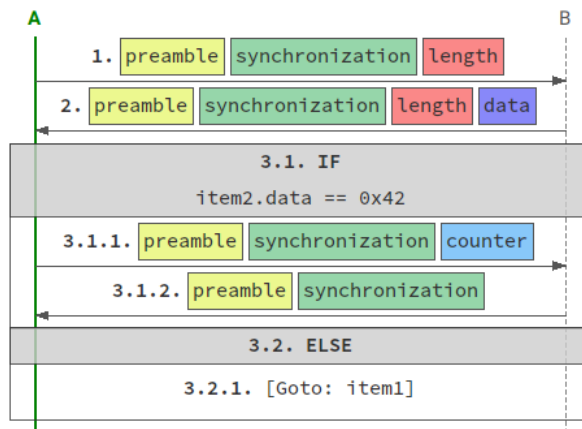 A B
1. preamble synchronization length
2. preamble synchronization length data
3.1. IF
item2.data == 0x42
3.1.1. preamble synchronization counter
3.1.2. preamble synchronization
3.2. ELSE
3.2.1. [Goto: item1]